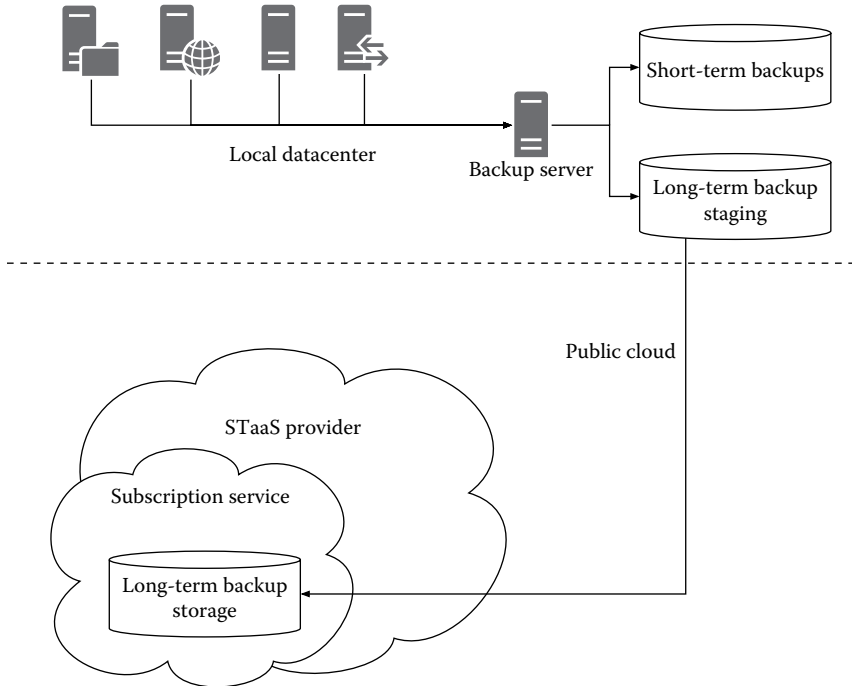 Short-term backups
Local datacenter
Backup server
Long-term backup
staging
Public cloud
STaaS provider
Subscription service
Long-term backup
storage